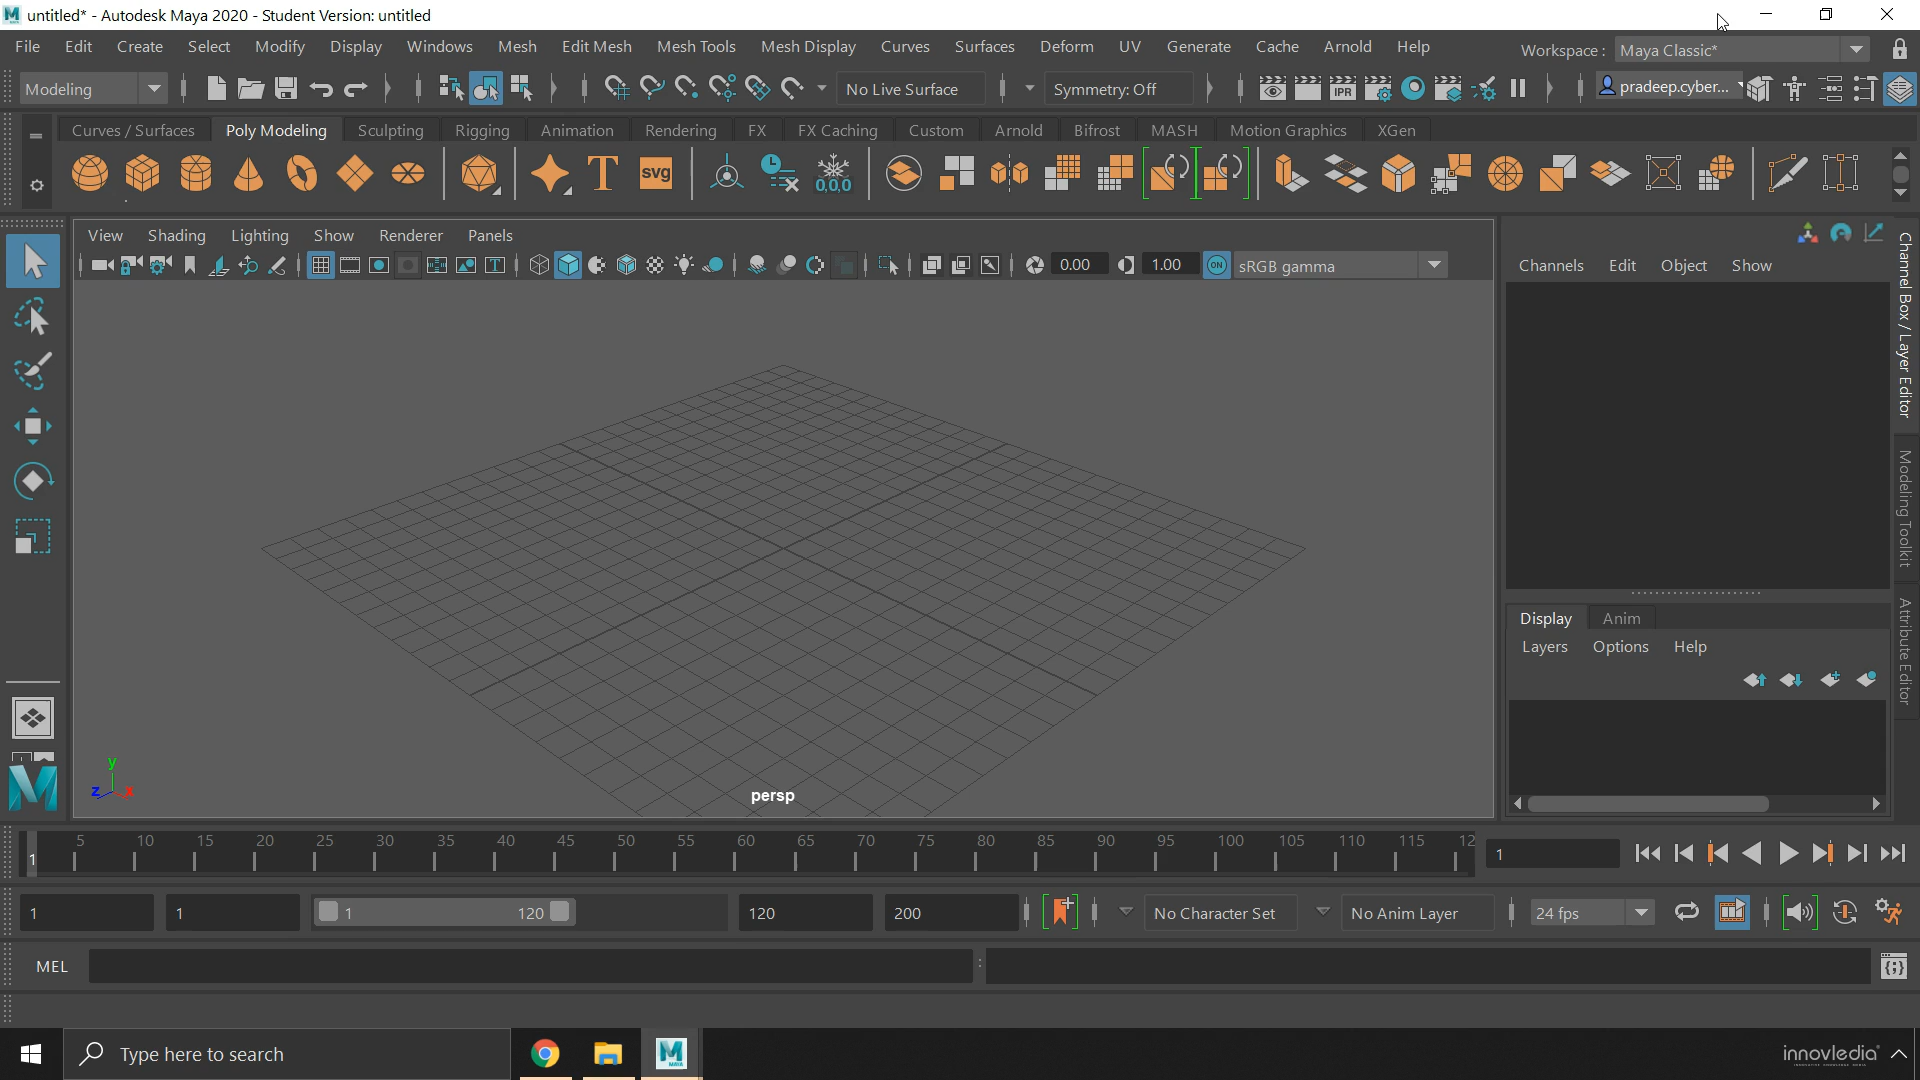 untitled* - Autodesk Maya 2020 - Student Version: untitled
File Edit Create Select Modify Display Windows Mesh Edit Mesh Mesh Tools Mesh Display Curves Surfaces Deform UV Generate Cache Arnold Help Workspace : Maya Classic*
Modeling No Live Surface Symmetry: Off IPR pradeep.cyber...
Curves / Surfaces Poly Modeling Sculpting Rigging Animation Rendering FX FX Caching Custom Arnold Bifrost MASH Motion Graphics XGen
T svg 0,0,0
View Shading Lighting Show Renderer Panels
0.00 1.00 ON sRGB gamma
Channels Edit Object Show
Channel Box / Layer Editor
Modeling Toolkit
Attribute Editor
Display Anim
Layers Options Help
y
z x
persp
5 10 15 20 25 30 35 40 45 50 55 60 65 70 75 80 85 90 95 100 105 110 115 12
1 1
1 1 1 120 120 200 No Character Set No Anim Layer 24 fps
MEL :
Type here to search
MAYA
innovledia